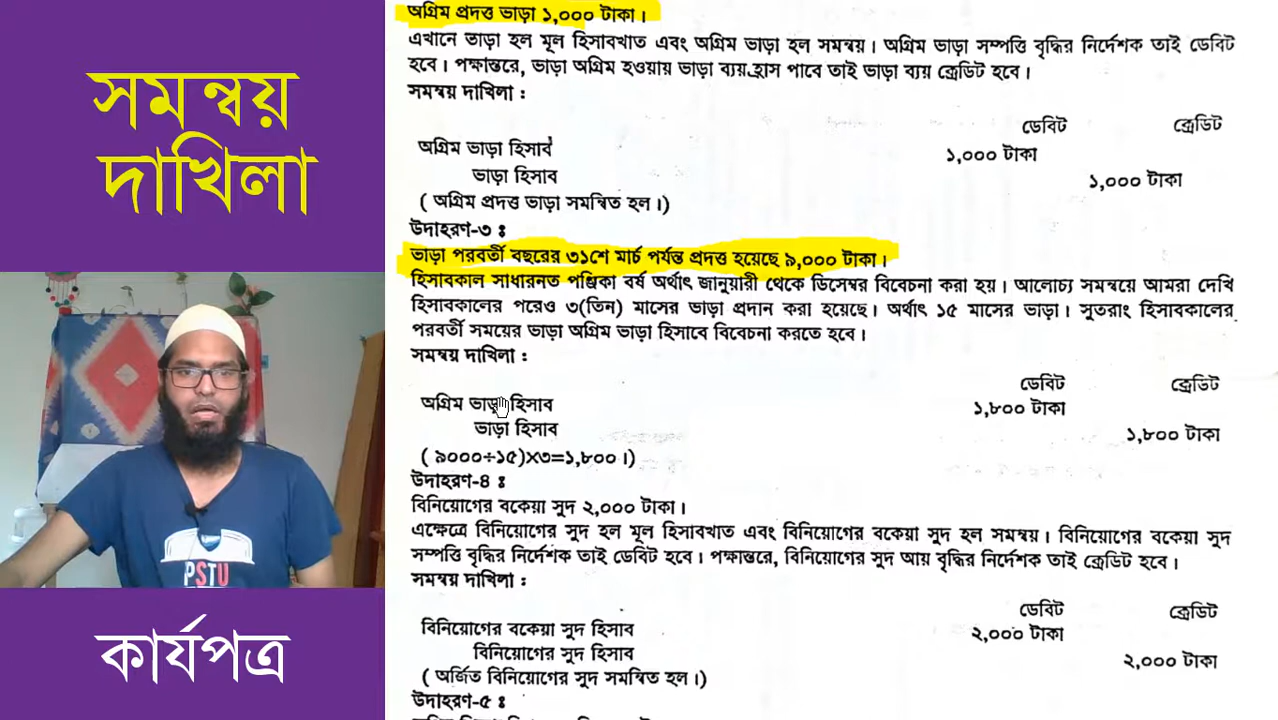 সমন্বয়
দাখিলা
কার্যপত্র
PSTU
অগ্রিম প্রদত্ত ভাড়া ১,০০০ টাকা।
এখানে ভাড়া হল মূল হিসাবখাত এবং অগ্রিম ভাড়া হল সমন্বয়। অগ্রিম ভাড়া সম্পত্তি বৃদ্ধির নির্দেশক তাই ডেবিট
হবে। পক্ষান্তরে, ভাড়া অগ্রিম হওয়ায় ভাড়া ব্যয় হ্রাস পাবে তাই ভাড়া ব্যয় ক্রেডিট হবে।
সমন্বয় দাখিলা :
ডেবিট ক্রেডিট
অগ্রিম ভাড়া হিসাব ১,০০০ টাকা
ভাড়া হিসাব ১,০০০ টাকা
( অগ্রিম প্রদত্ত ভাড়া সমন্বিত হল।)
উদাহরণ-৩ :
ভাড়া পরবর্তী বছরের ৩১শে মার্চ পর্যন্ত প্রদত্ত হয়েছে ৯,০০০ টাকা।
হিসাবকাল সাধারনত পঞ্জিকা বর্ষ অর্থাৎ জানুয়ারী থেকে ডিসেম্বর বিবেচনা করা হয়। আলোচ্য সমন্বয়ে আমরা দেখি
হিসাবকালের পরেও ৩(তিন) মাসের ভাড়া প্রদান করা হয়েছে। অর্থাৎ ১৫ মাসের ভাড়া। সুতরাং হিসাবকালের
পরবর্তী সময়ের ভাড়া অগ্রিম ভাড়া হিসাবে বিবেচনা করতে হবে।
সমন্বয় দাখিলা :
ডেবিট ক্রেডিট
অগ্রিম ভাড়া হিসাব ১,৮০০ টাকা
ভাড়া হিসাব ১,৮০০ টাকা
( ৯০০০÷১৫)×৩=১,৮০০।)
উদাহরণ-৪ :
বিনিয়োগের বকেয়া সুদ ২,০০০ টাকা।
এক্ষেত্রে বিনিয়োগের সুদ হল মূল হিসাবখাত এবং বিনিয়োগের বকেয়া সুদ হল সমন্বয়। বিনিয়োগের বকেয়া সুদ
সম্পত্তি বৃদ্ধির নির্দেশক তাই ডেবিট হবে। পক্ষান্তরে, বিনিয়োগের সুদ আয় বৃদ্ধির নির্দেশক তাই ক্রেডিট হবে।
সমন্বয় দাখিলা :
ডেবিট ক্রেডিট
বিনিয়োগের বকেয়া সুদ হিসাব ২,০০০ টাকা
বিনিয়োগের সুদ হিসাব ২,০০০ টাকা
( অর্জিত বিনিয়োগের সুদ সমন্বিত হল।)
উদাহরণ-৫ :